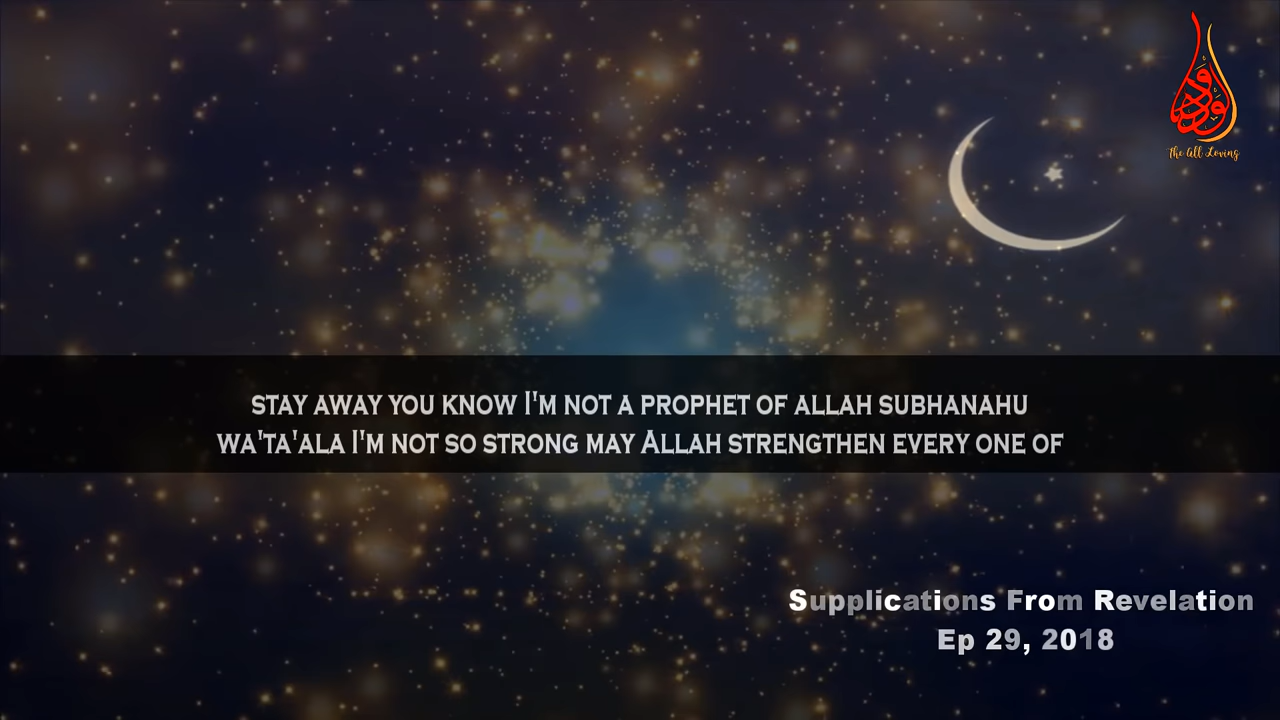 The All Loving
STAY AWAY YOU KNOW I'M NOT A PROPHET OF ALLAH SUBHANAHU
WA'TA'ALA I'M NOT SO STRONG MAY ALLAH STRENGTHEN EVERY ONE OF
Supplications From Revelation
Ep 29, 2018